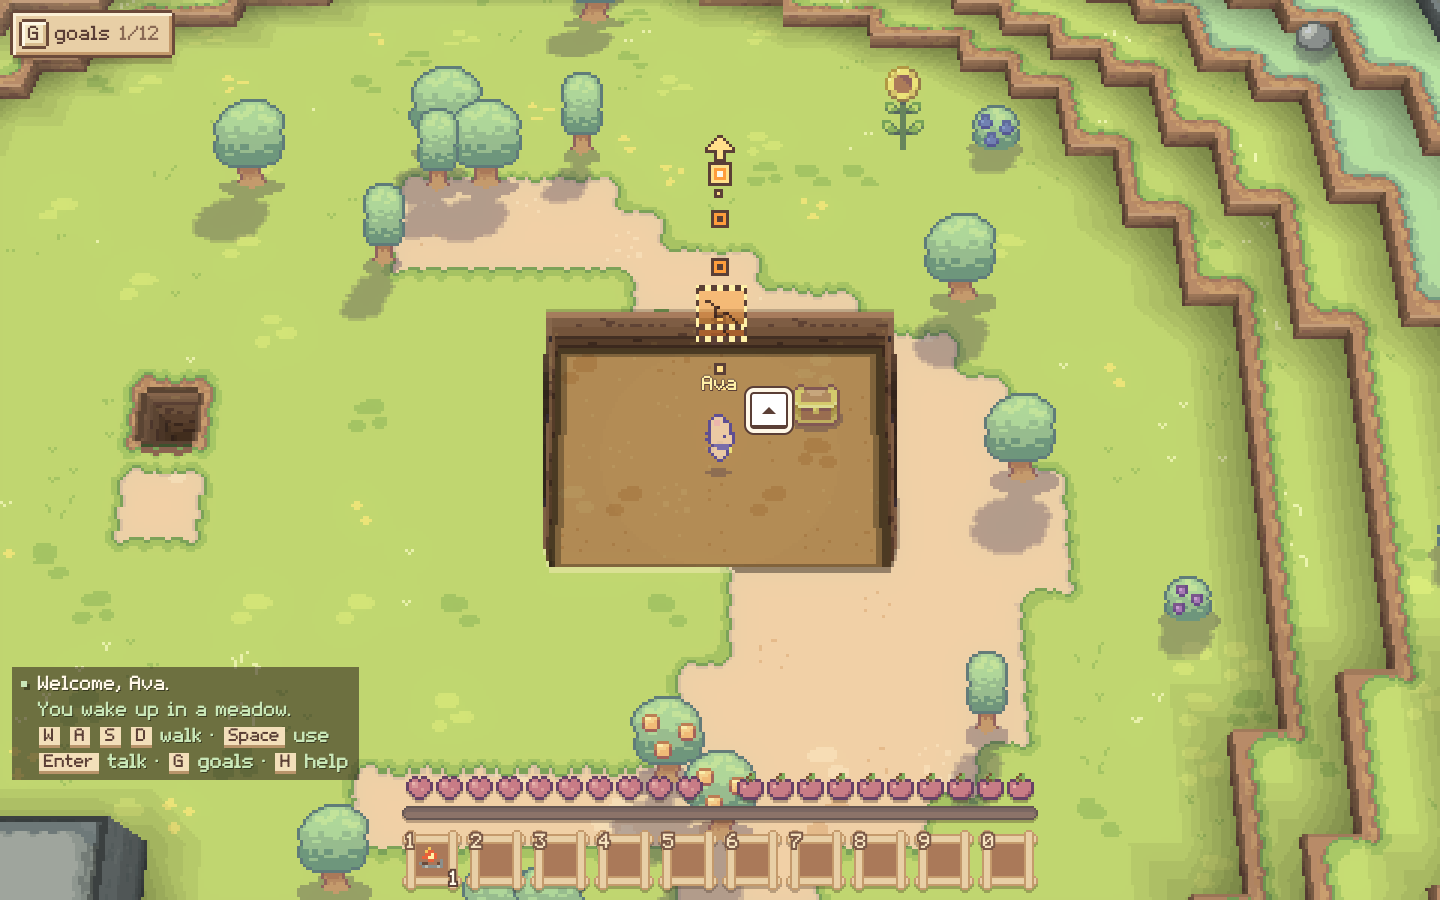 G goals 1/12
Ava
Welcome, Ava.
You wake up in a meadow.
W A S D walk · Space use
Enter talk · G goals · H help
1 2 3 4 5 6 7 8 9 0
1